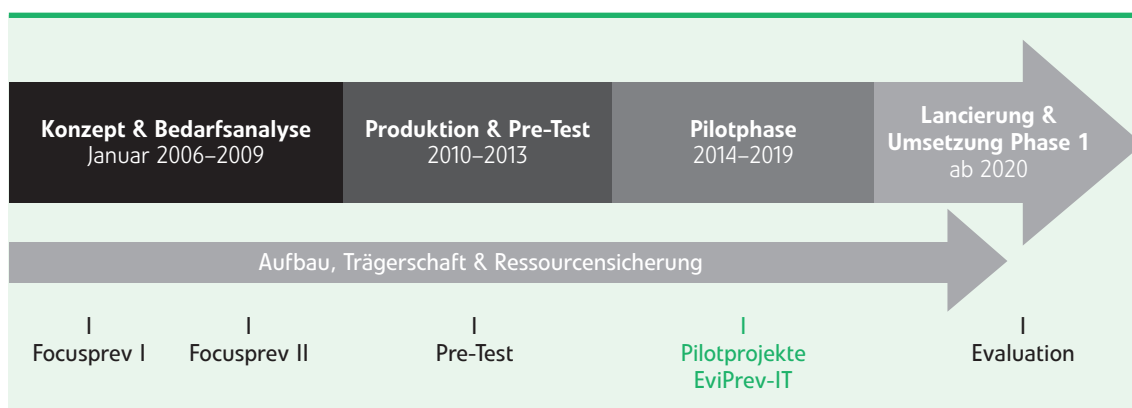 Konzept & Bedarfsanalyse
Januar 2006–2009
Produktion & Pre-Test
2010–2013
Pilotphase
2014–2019
Lancierung &
Umsetzung Phase 1
ab 2020
Aufbau, Trägerschaft & Ressourcensicherung
Focusprev I
Focusprev II
Pre-Test
Pilotprojekte
EviPrev-IT
Evaluation